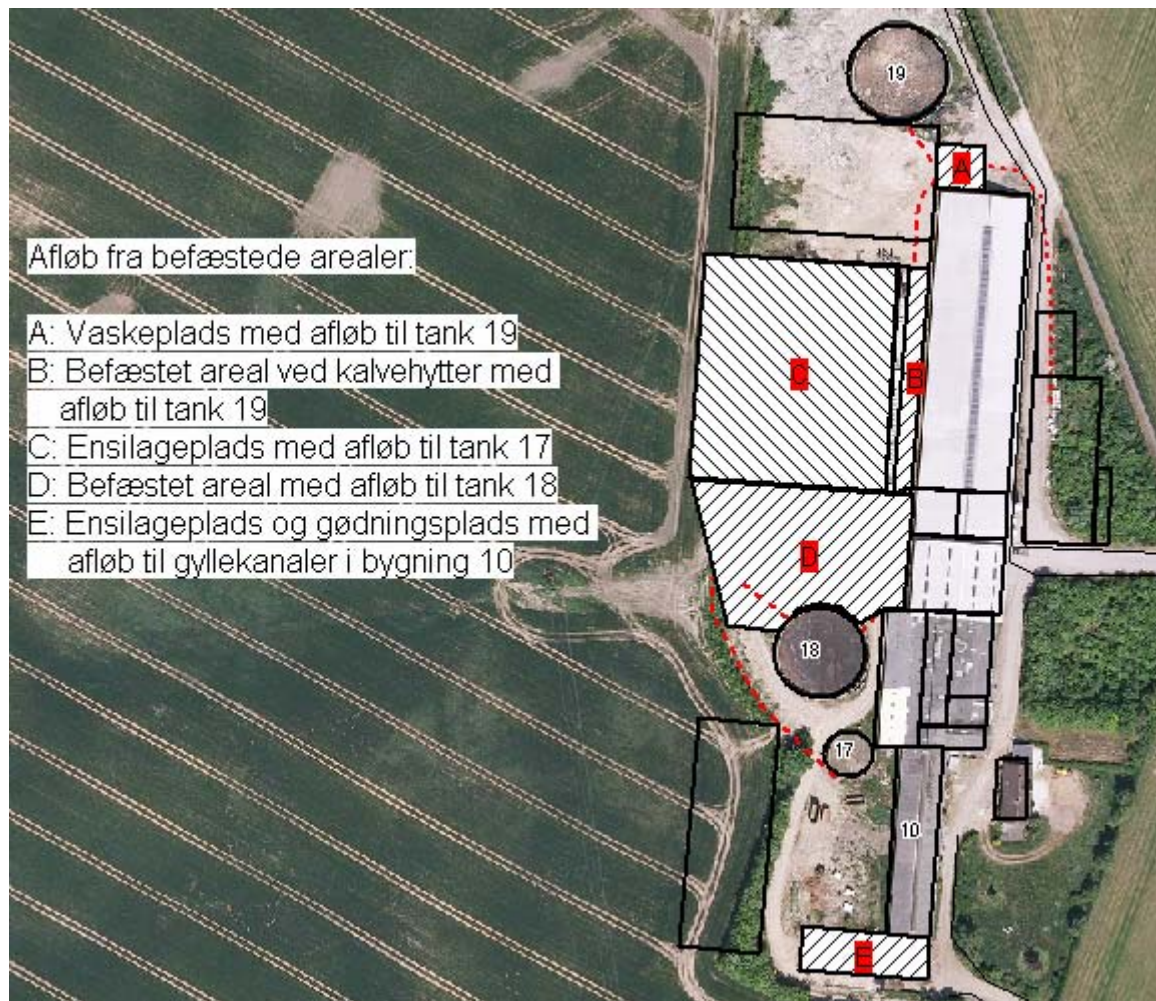 Afløb fra befæstede arealer:
A: Vaskeplads med afløb til tank 19
B: Befæstet areal ved kalvehytter med
afløb til tank 19
C: Ensilageplads med afløb til tank 17
D: Befæstet areal med afløb til tank 18
E: Ensilageplads og gødningsplads med
afløb til gyllekanaler i bygning 10
19
A
C
B
D
18
17
10
E